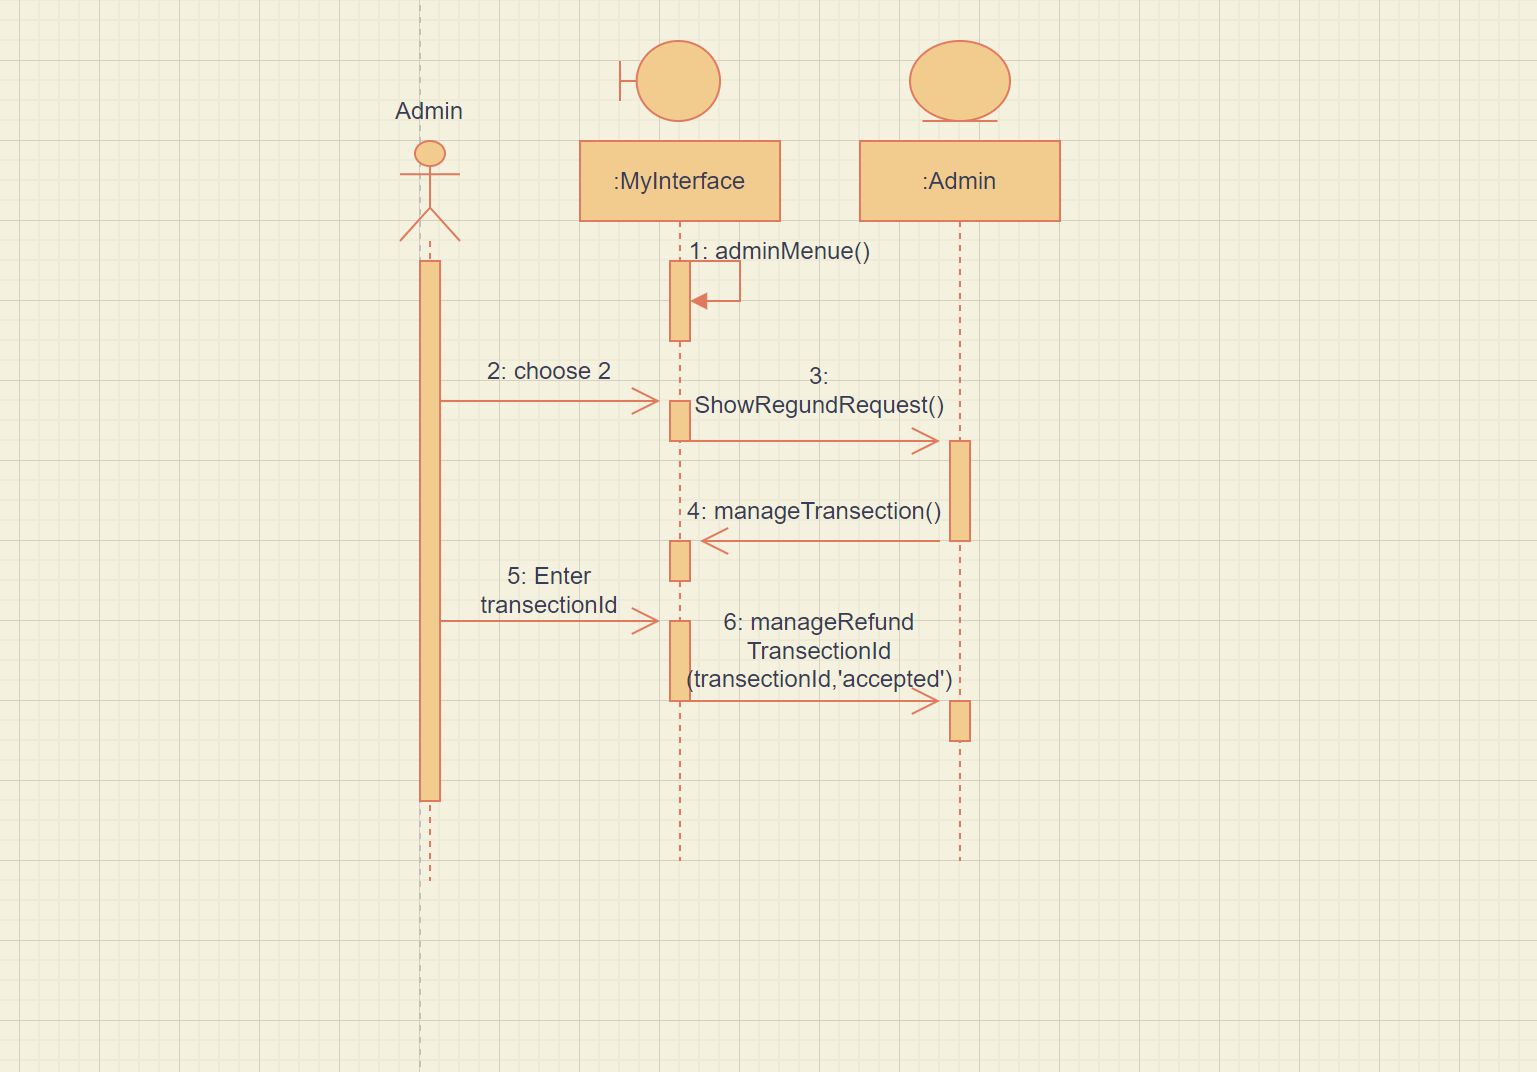 Admin
:MyInterface
:Admin
1: adminMenue()
2: choose 2
3:
ShowRegundRequest()
4: manageTransection()
5: Enter
transectionId
6: manageRefund
TransectionId
(transectionId,'accepted')